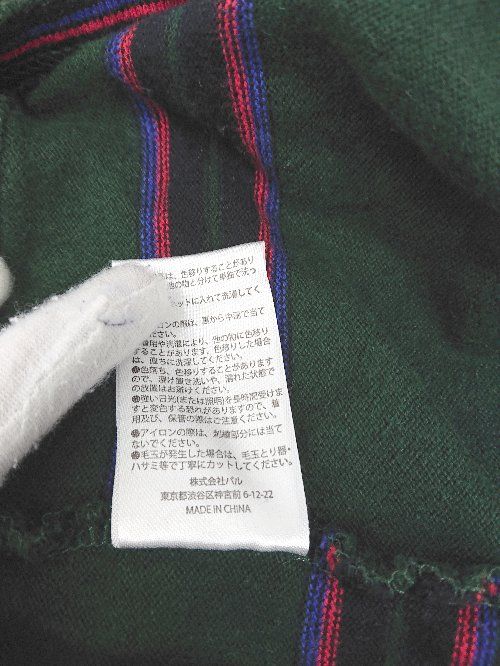 は、色移りすることがあり
他の物と分けて単独で洗っ
ネットに入れて洗濯してく
アイロンの際は、裏から中温で当て
着用や洗濯により、他の物に色移り
することがあります。色移りした場合
は、直ちに洗濯してください。
●色落ち、色移りすることがあります
ので、浸け置き洗いや、濡れた状態で
の放置はお避けください。
●強い日光(または照明)を長時間受けま
すと変色する恐れがありますので、着
用及び、保管の際はご注意ください。
●アイロンの際は、刺繍部分には当て
ないでください。
●毛玉が発生した場合は、毛玉とり器・
ハサミ等で丁寧にカットしてください。
株式会社パル
東京都渋谷区神宮前 6-12-22
MADE IN CHINA